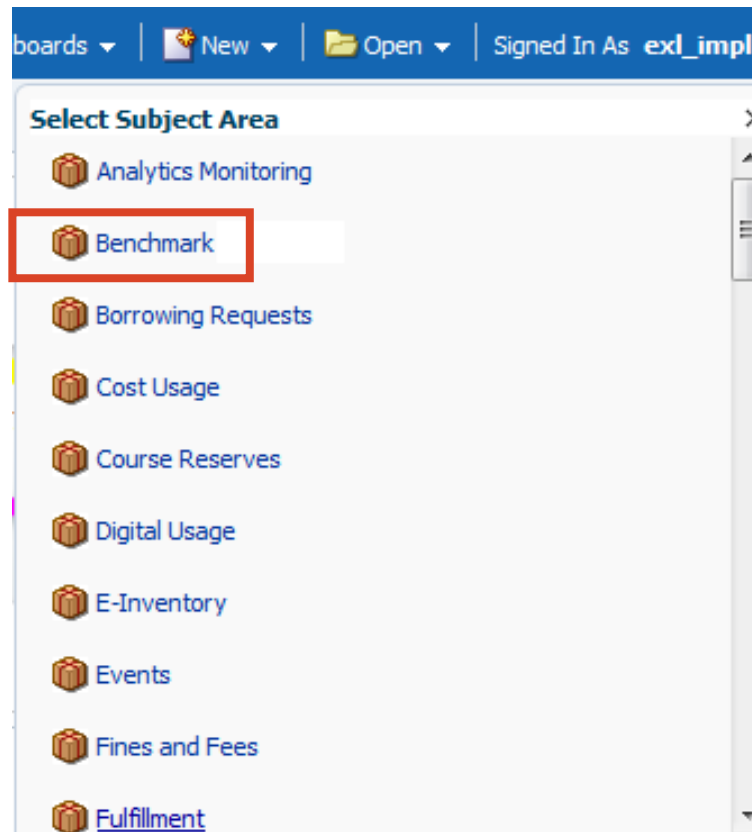 boards New Open Signed In As exl_impl
Select Subject Area
Analytics Monitoring
Benchmark
Borrowing Requests
Cost Usage
Course Reserves
Digital Usage
E-Inventory
Events
Fines and Fees
Fulfillment